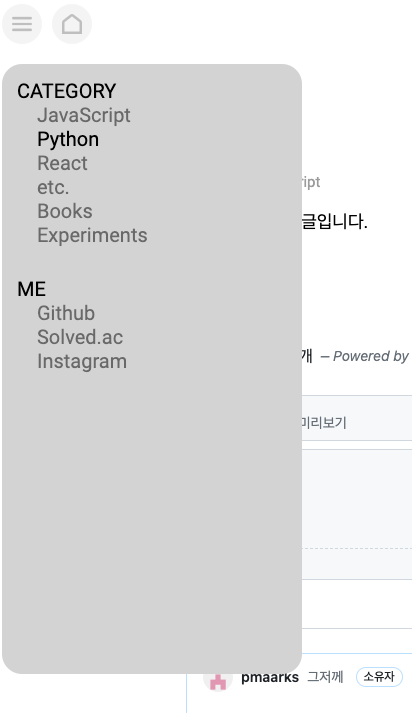 CATEGORY
JavaScript
Python
React
etc.
Books
Experiments
ME
Github
Solved.ac
Instagram
ript
글입니다.
개 – Powered by
미리보기
pmaarks 그저께 소유자